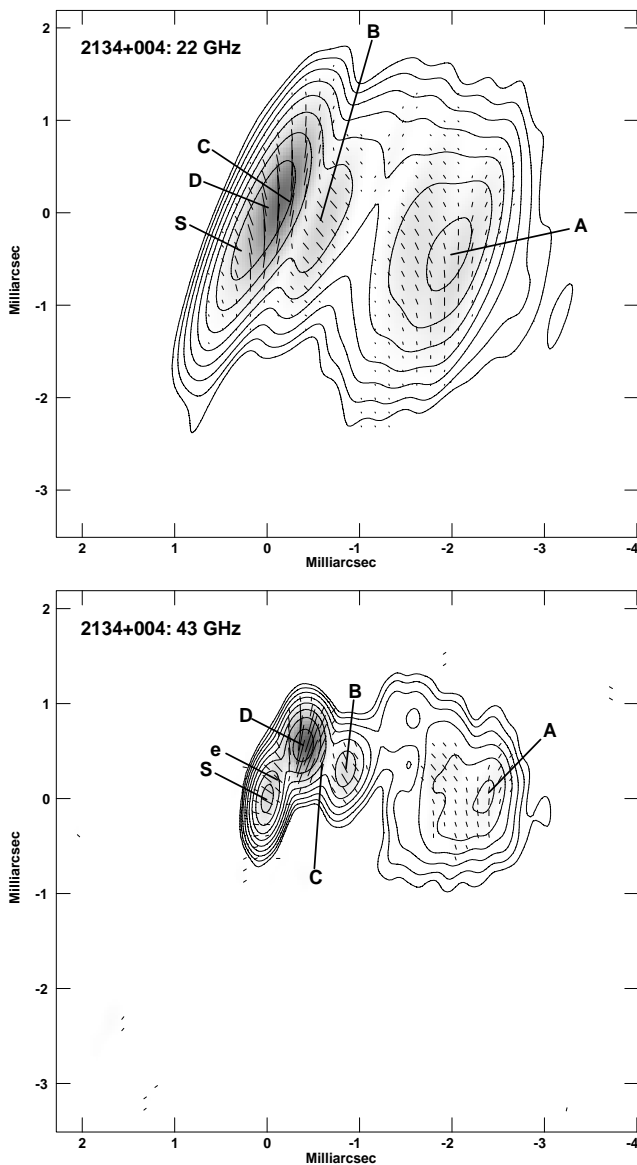 2134+004: 22 GHz
B
C
D
S
A
2
1
0
-1
-2
-3
Milliarcsec
2 1 0 -1 -2 -3 -4
Milliarcsec
2134+004: 43 GHz
D
B
e
S
A
C
2
1
0
-1
-2
-3
Milliarcsec
2 1 0 -1 -2 -3 -4
Milliarcsec